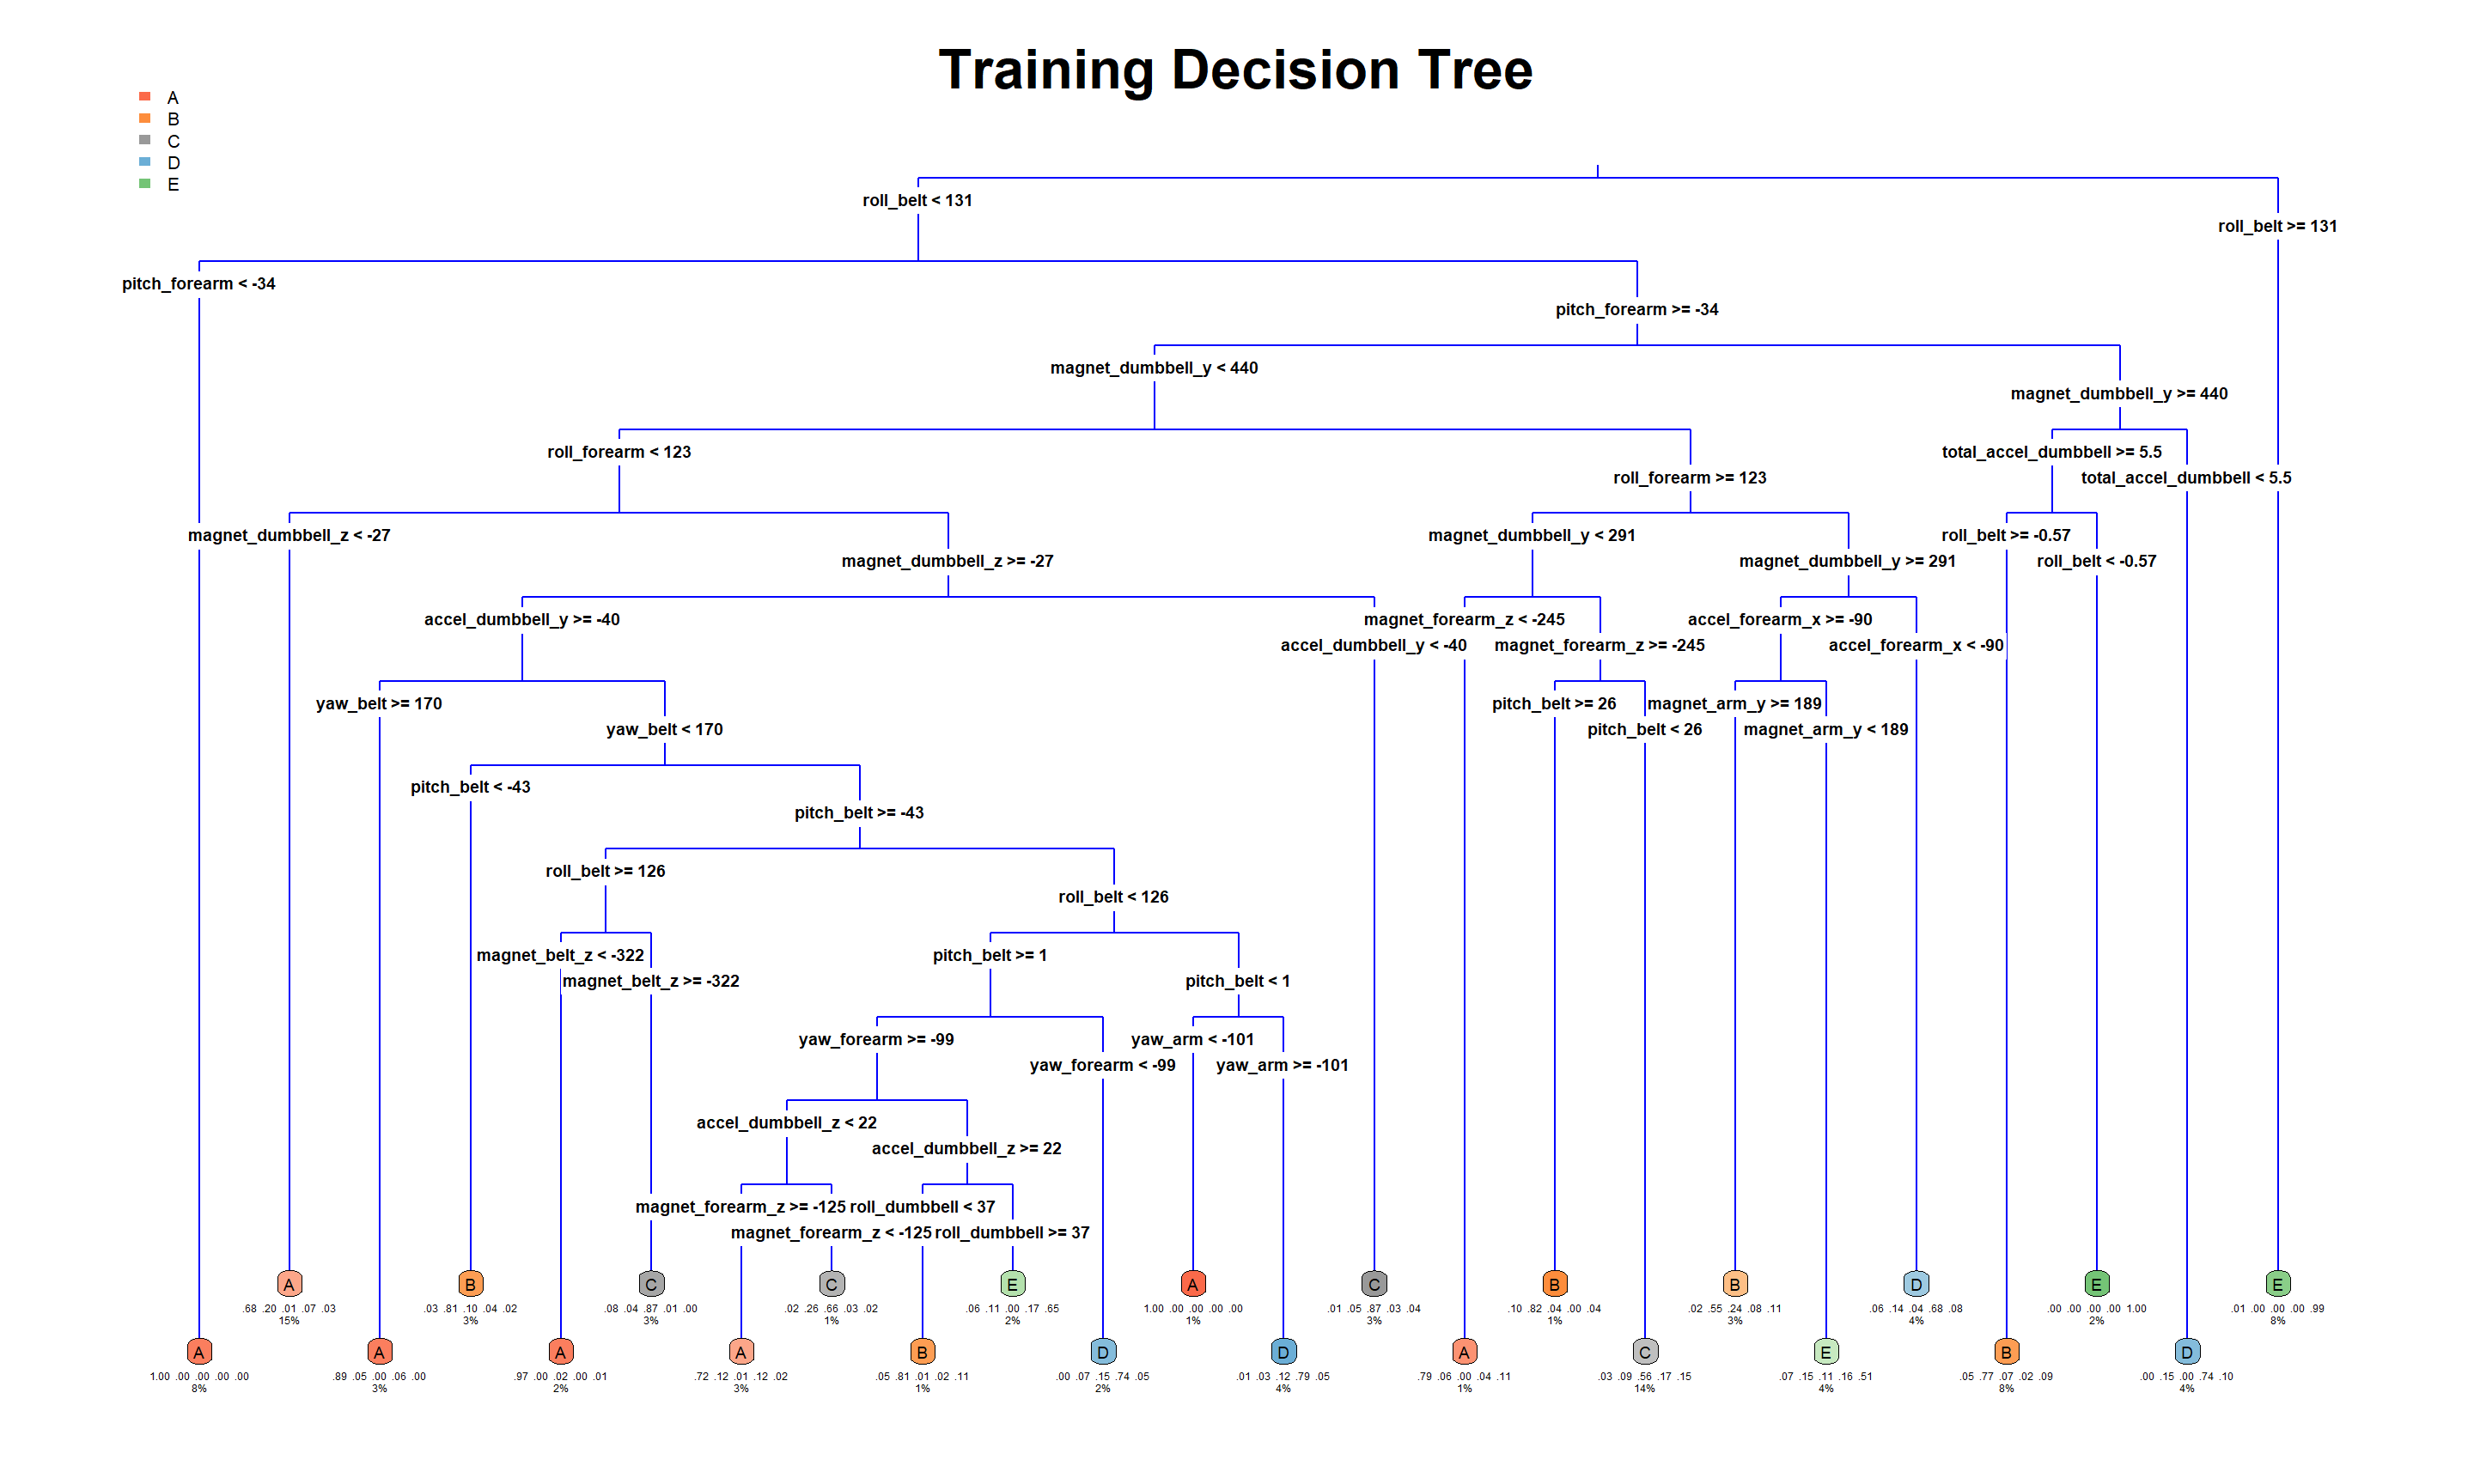 Training Decision Tree
A
B
C
D
E
roll_belt < 131
roll_belt >= 131
pitch_forearm < -34
pitch_forearm >= -34
magnet_dumbbell_y < 440
magnet_dumbbell_y >= 440
roll_forearm < 123
total_accel_dumbbell >= 5.5
roll_forearm >= 123
total_accel_dumbbell < 5.5
magnet_dumbbell_z < -27
magnet_dumbbell_y < 291
roll_belt >= -0.57
magnet_dumbbell_z >= -27
magnet_dumbbell_y >= 291
roll_belt < -0.57
accel_dumbbell_y >= -40
magnet_forearm_z < -245
accel_forearm_x >= -90
accel_dumbbell_y < -40
magnet_forearm_z >= -245
accel_forearm_x < -90
yaw_belt >= 170
pitch_belt >= 26
magnet_arm_y >= 189
yaw_belt < 170
pitch_belt < 26
magnet_arm_y < 189
pitch_belt < -43
pitch_belt >= -43
roll_belt >= 126
roll_belt < 126
magnet_belt_z < -322
pitch_belt >= 1
magnet_belt_z >= -322
pitch_belt < 1
yaw_forearm >= -99
yaw_arm < -101
yaw_forearm < -99
yaw_arm >= -101
accel_dumbbell_z < 22
accel_dumbbell_z >= 22
magnet_forearm_z >= -125
roll_dumbbell < 37
magnet_forearm_z < -125
roll_dumbbell >= 37
A
.68 .20 .01 .07 .03
15%
B
.03 .81 .10 .04 .02
3%
C
.08 .04 .87 .01 .00
3%
C
.02 .26 .66 .03 .02
1%
E
.06 .11 .00 .17 .65
2%
A
1.00 .00 .00 .00 .00
1%
C
.01 .05 .87 .03 .04
3%
B
.10 .82 .04 .00 .04
1%
B
.02 .55 .24 .08 .11
3%
D
.06 .14 .04 .68 .08
4%
E
.00 .00 .00 .00 1.00
2%
E
.01 .00 .00 .00 .99
8%
A
1.00 .00 .00 .00 .00
8%
A
.89 .05 .00 .06 .00
3%
A
.97 .00 .02 .00 .01
2%
A
.72 .12 .01 .12 .02
3%
B
.05 .81 .01 .02 .11
1%
D
.00 .07 .15 .74 .05
2%
D
.01 .03 .12 .79 .05
4%
A
.79 .06 .00 .04 .11
1%
C
.03 .09 .56 .17 .15
14%
E
.07 .15 .11 .16 .51
4%
B
.05 .77 .07 .02 .09
8%
D
.00 .15 .00 .74 .10
4%